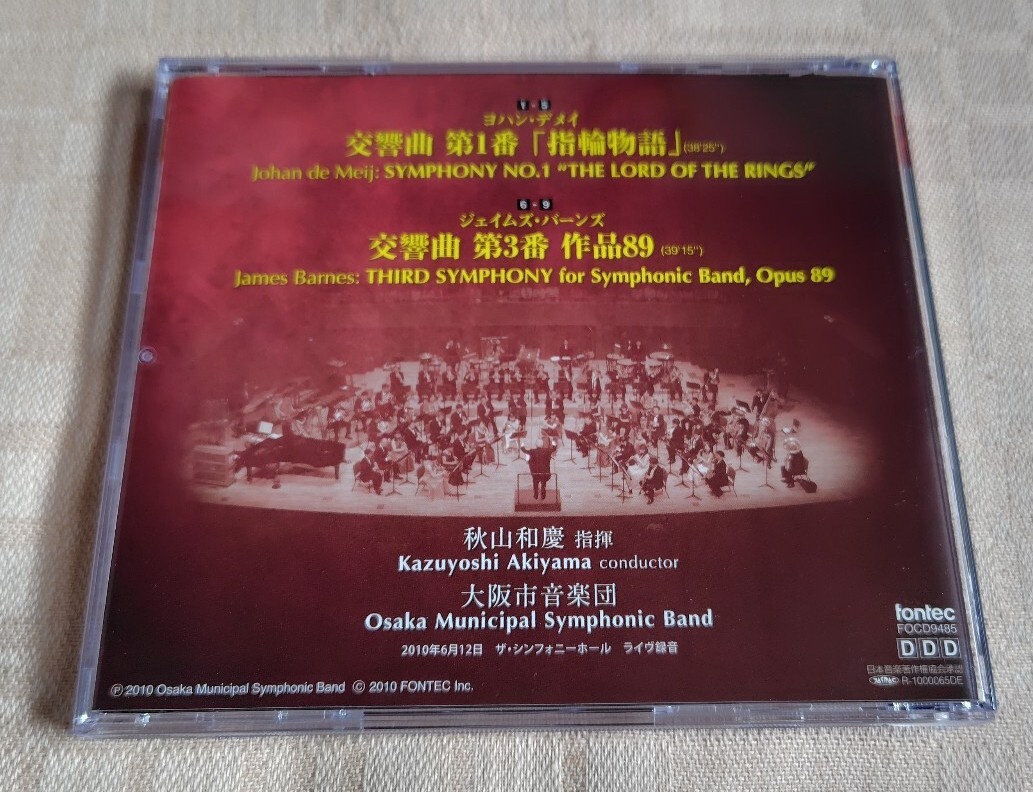 1 - 5
ヨハン・デメイ
交響曲 第1番「指輪物語」(38'25")
Johan de Meij: SYMPHONY NO.1 "THE LORD OF THE RINGS"
6 - 9
ジェイムズ・バーンズ
交響曲 第3番 作品89 (39'15")
James Barnes: THIRD SYMPHONY for Symphonic Band, Opus 89
秋山和慶 指揮
Kazuyoshi Akiyama conductor
大阪市音楽団
Osaka Municipal Symphonic Band
2010年6月12日 ザ・シンフォニーホール ライヴ録音
fontec
FOCD9485
DDD
日本音楽著作権協会承認
R-1000065DE
Ⓟ 2010 Osaka Municipal Symphonic Band © 2010 FONTEC Inc.